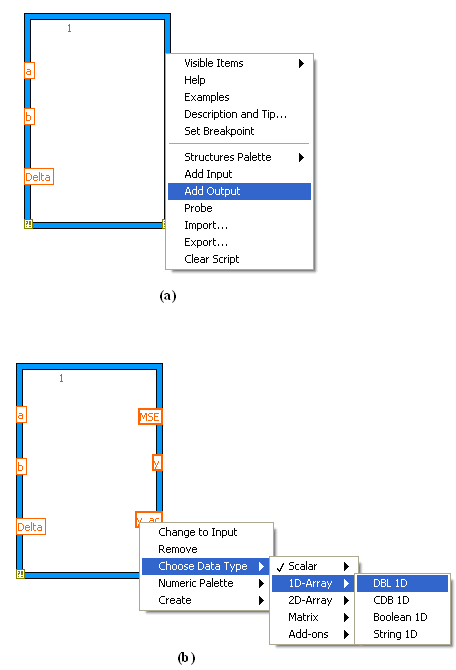 1
a
b
Delta
Visible Items
Help
Examples
Description and Tip...
Set Breakpoint
Structures Palette
Add Input
Add Output
Probe
Import...
Export...
Clear Script
(a)
1
a
MSE
b
y
Delta
Change to Input
Remove
Choose Data Type
Numeric Palette
Create
Scalar
1D-Array
2D-Array
Matrix
Add-ons
DBL 1D
CDB 1D
Boolean 1D
String 1D
(b)